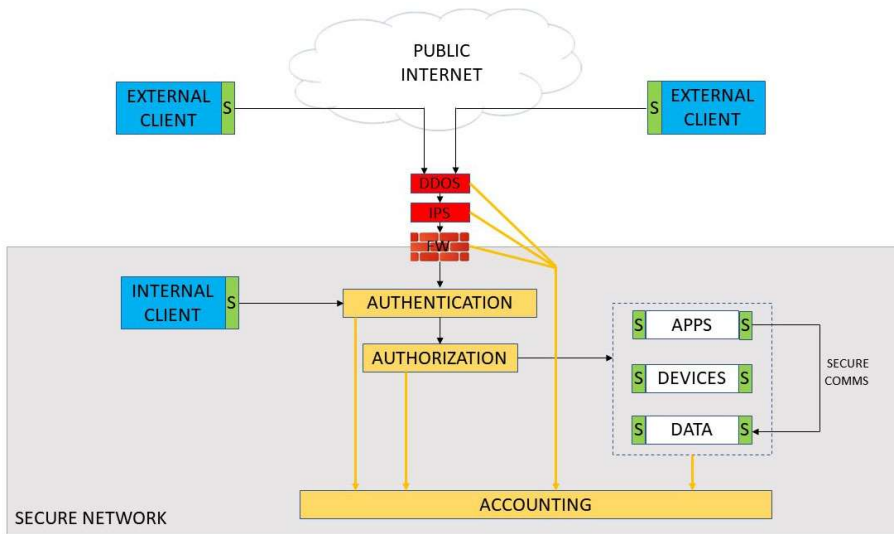 PUBLIC
INTERNET
EXTERNAL
CLIENT
S
S
EXTERNAL
CLIENT
DDOS
IPS
FW
INTERNAL
CLIENT
S
AUTHENTICATION
AUTHORIZATION
S APPS S
S DEVICES S
S DATA S
SECURE
COMMS
ACCOUNTING
SECURE NETWORK